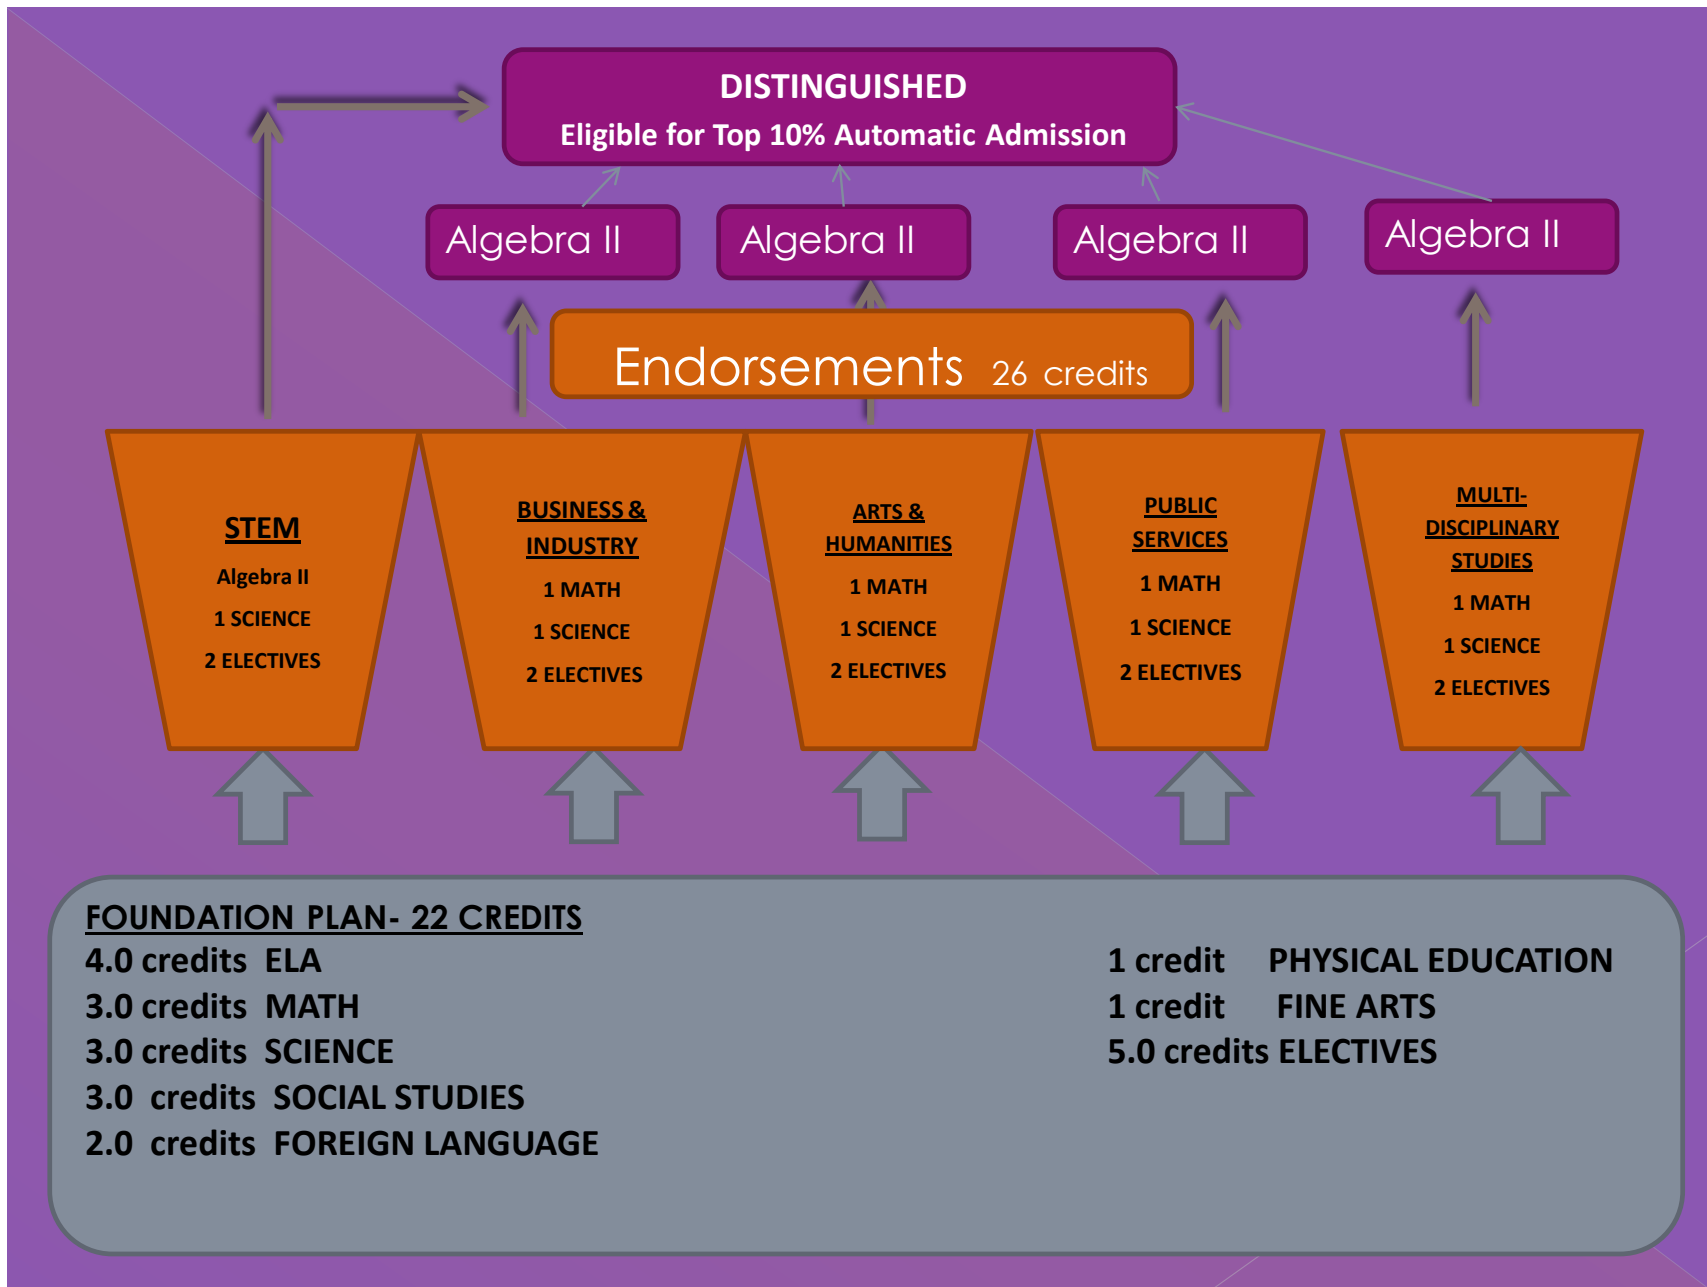 DISTINGUISHED
Eligible for Top 10% Automatic Admission
Algebra II
Algebra II
Algebra II
Algebra II
Endorsements 26 credits
STEM
Algebra II
1 SCIENCE
2 ELECTIVES
BUSINESS &
INDUSTRY
1 MATH
1 SCIENCE
2 ELECTIVES
ARTS &
HUMANITIES
1 MATH
1 SCIENCE
2 ELECTIVES
PUBLIC
SERVICES
1 MATH
1 SCIENCE
2 ELECTIVES
MULTI-
DISCIPLINARY
STUDIES
1 MATH
1 SCIENCE
2 ELECTIVES
FOUNDATION PLAN- 22 CREDITS
4.0 credits ELA
3.0 credits MATH
3.0 credits SCIENCE
3.0 credits SOCIAL STUDIES
2.0 credits FOREIGN LANGUAGE
1 credit PHYSICAL EDUCATION
1 credit FINE ARTS
5.0 credits ELECTIVES